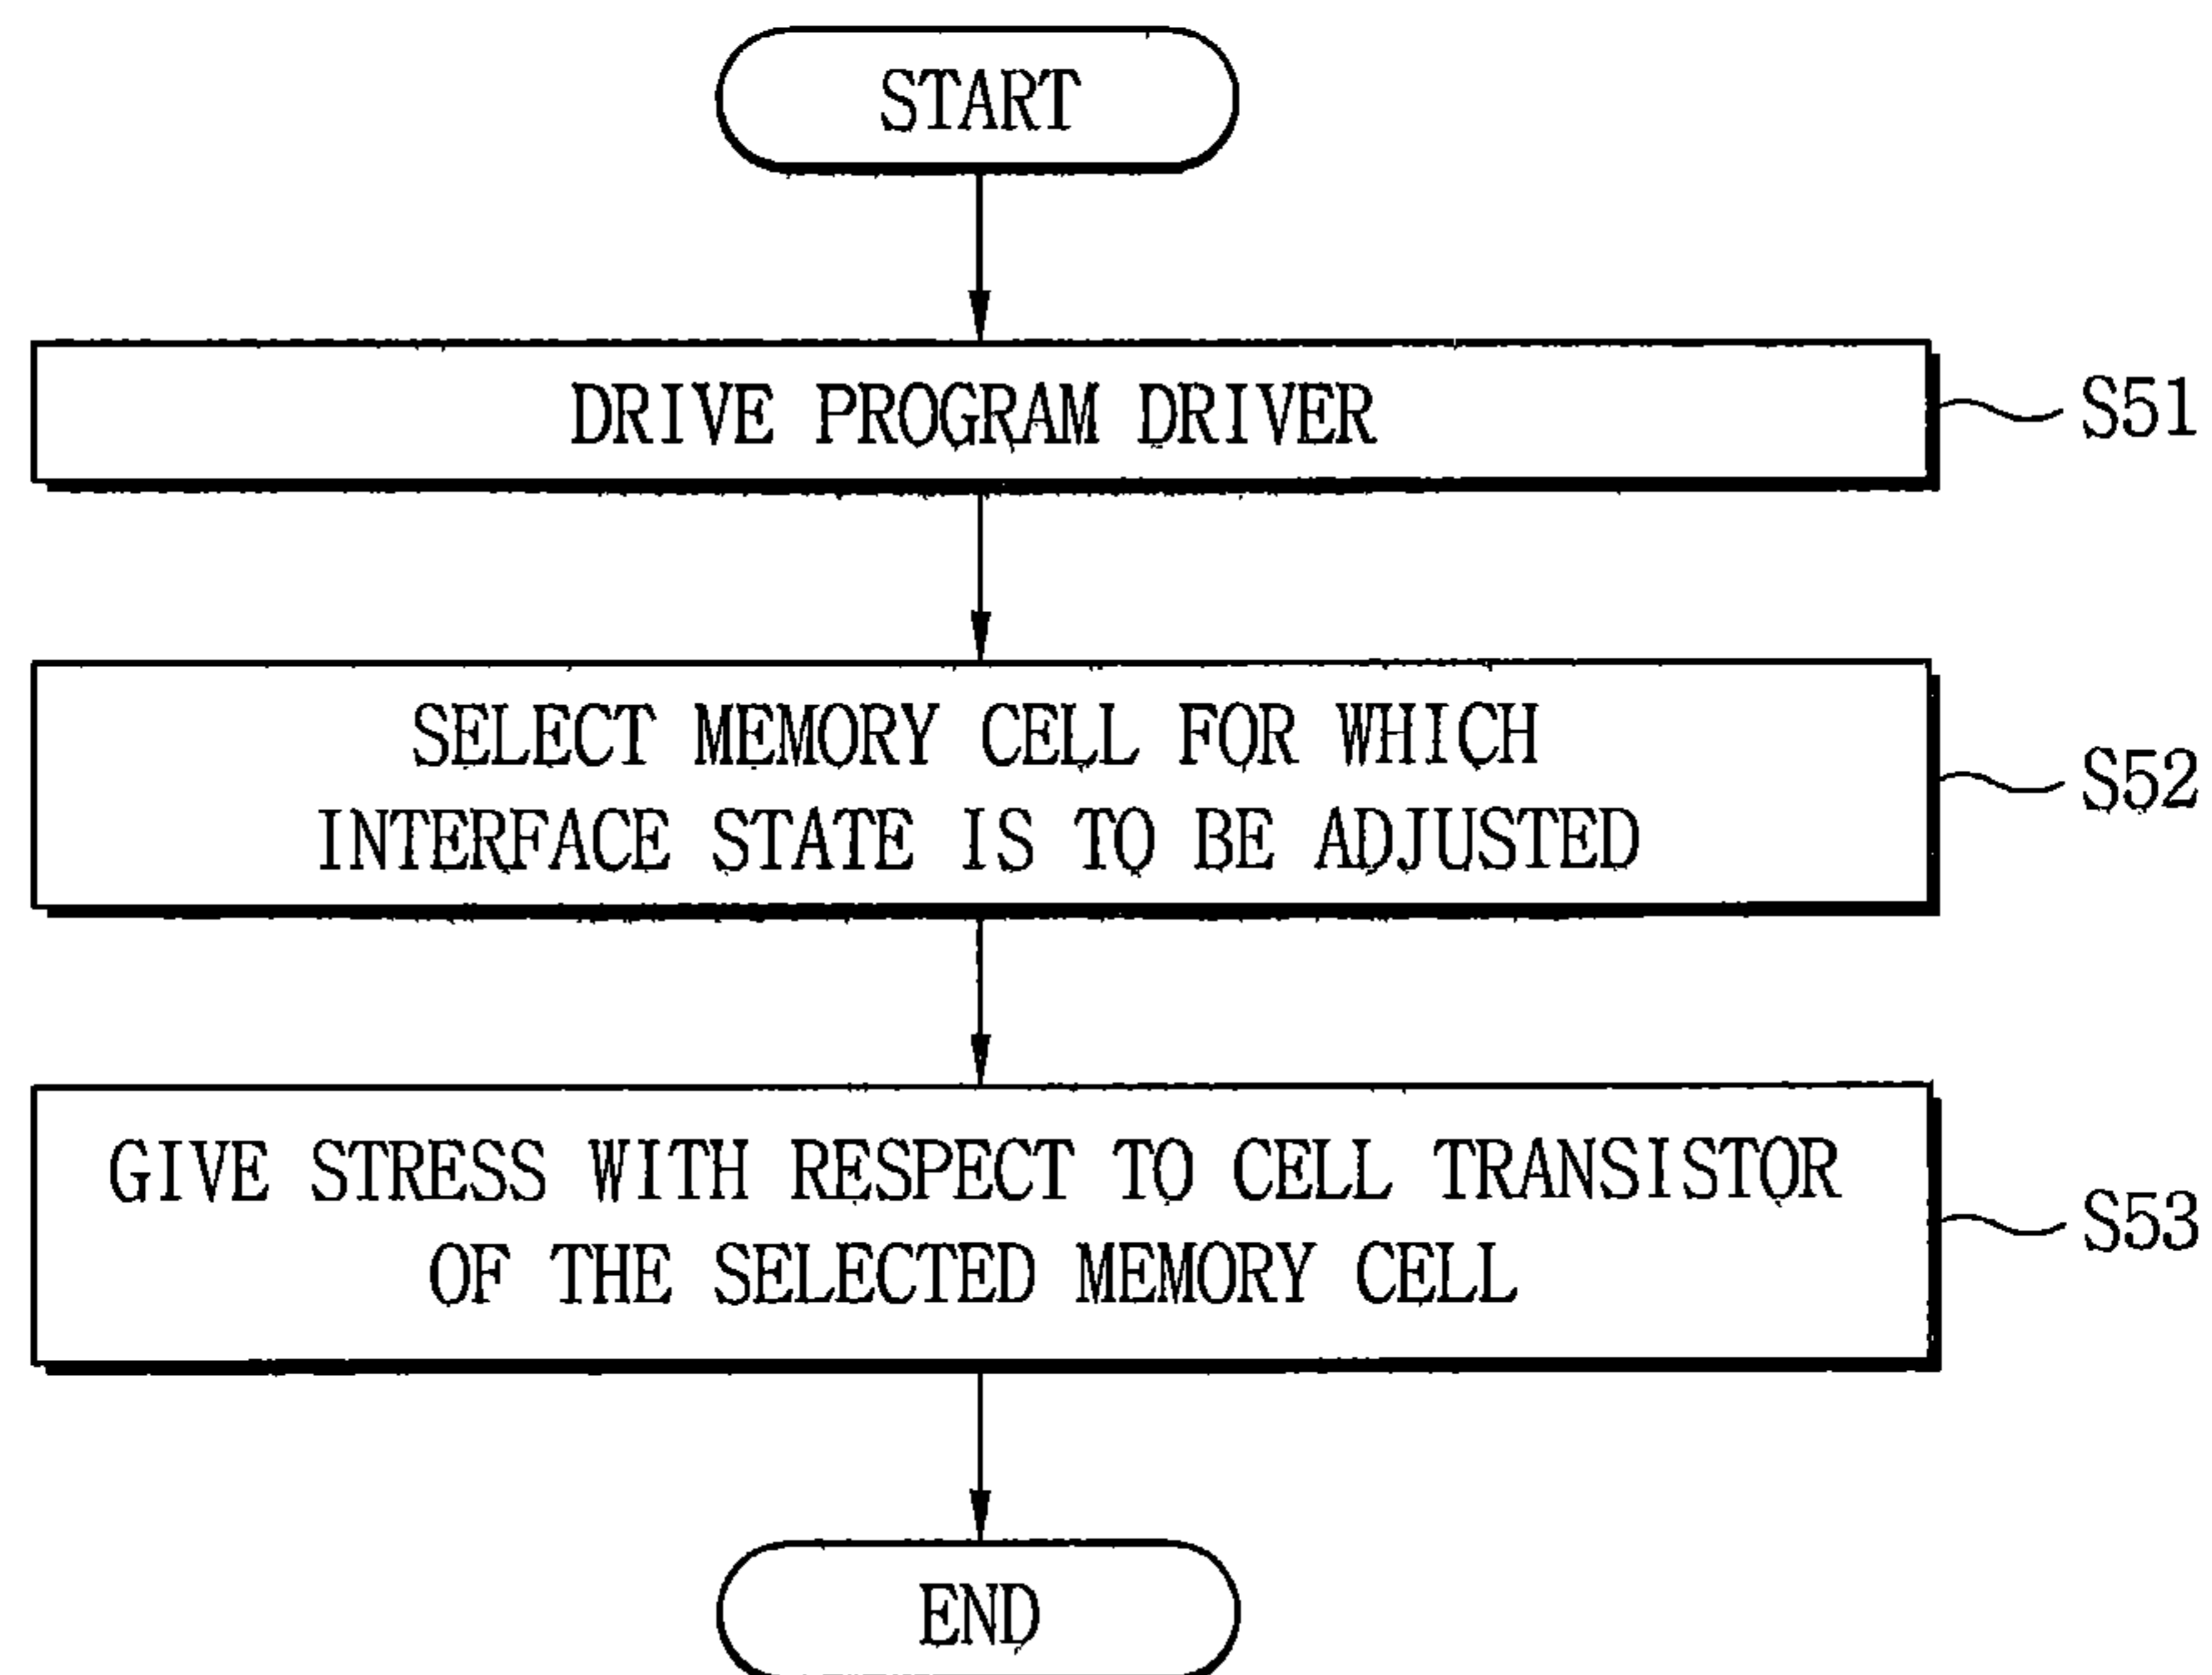 START
DRIVE PROGRAM DRIVER
S51
SELECT MEMORY CELL FOR WHICH
INTERFACE STATE IS TO BE ADJUSTED
S52
GIVE STRESS WITH RESPECT TO CELL TRANSISTOR
OF THE SELECTED MEMORY CELL
S53
END